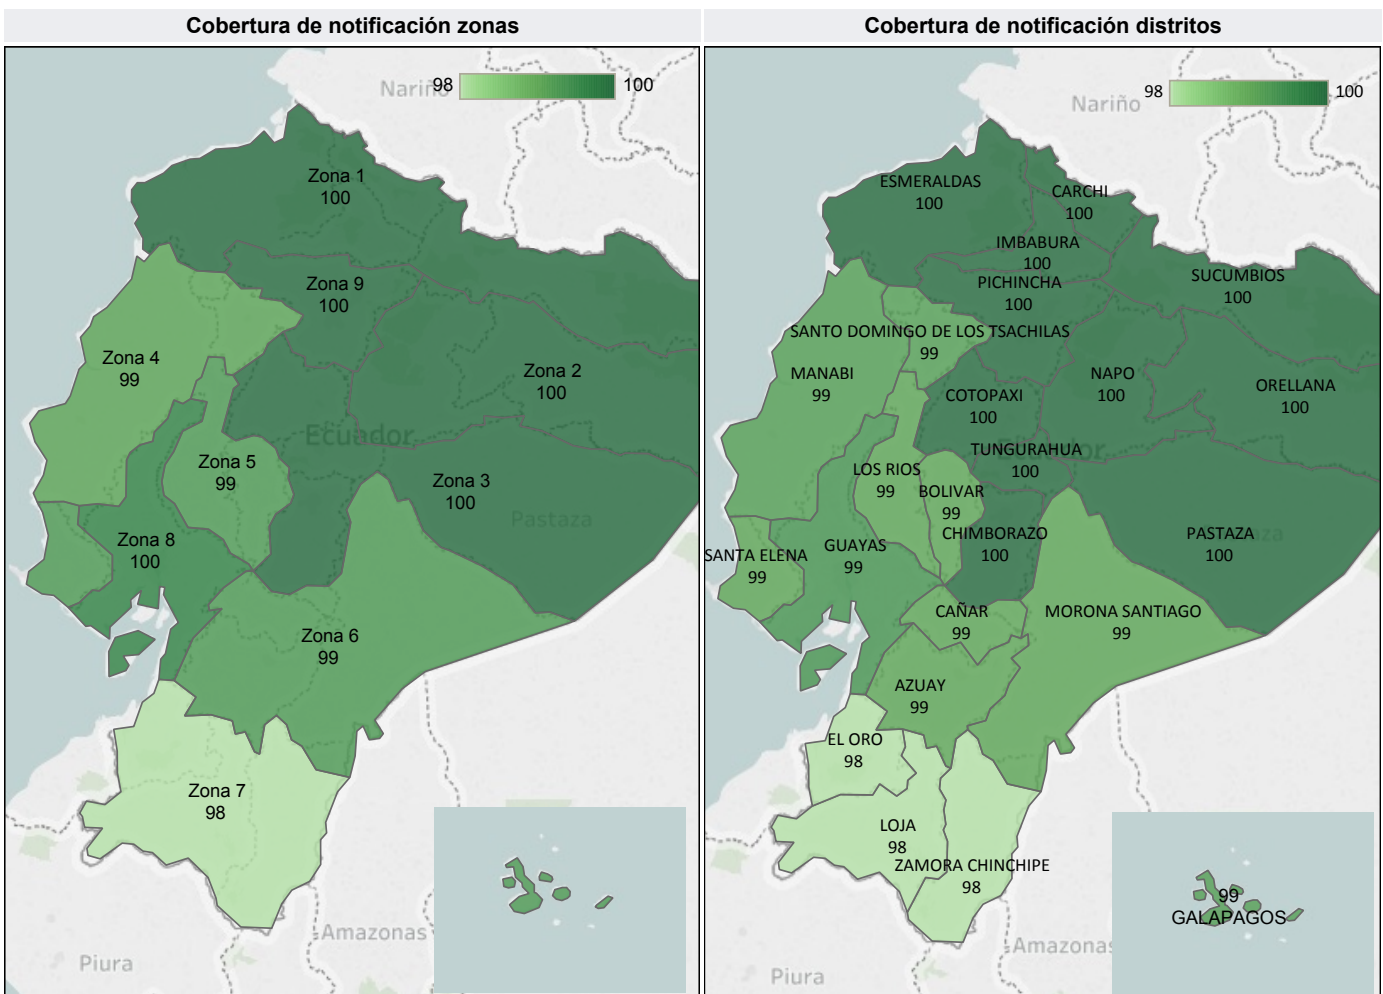 Cobertura de notificación zonas
Nariño
98
100
Zona 1
100
Zona 9
100
Zona 4
99
Zona 2
100
Ecuador
Zona 5
99
Zona 3
100
Pastaza
Zona 8
100
Zona 6
99
Zona 7
98
Amazonas
Piura
Cobertura de notificación distritos
98
100
Nariño
ESMERALDAS
100
CARCHI
100
IMBABURA
100
SUCUMBIOS
100
PICHINCHA
100
SANTO DOMINGO DE LOS TSACHILAS
99
MANABI
99
NAPO
100
ORELLANA
100
COTOPAXI
100
Ecuador
TUNGURAHUA
100
LOS RIOS
99
BOLIVAR
99
CHIMBORAZO
100
PASTAZA
100
GUAYAS
99
SANTA ELENA
99
CAÑAR
99
MORONA SANTIAGO
99
AZUAY
99
EL ORO
98
LOJA
98
ZAMORA CHINCHIPE
98
99
GALAPAGOS
Amazonas
Piura